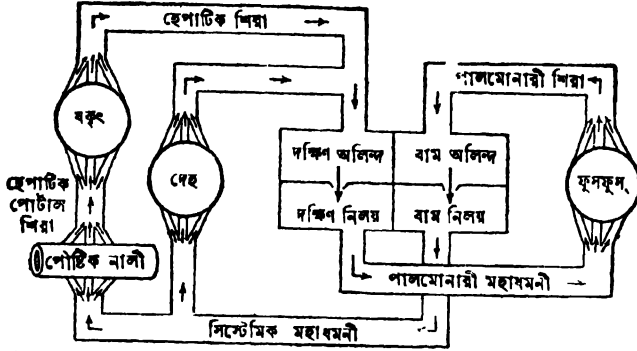 হেপাটিক শিরা
পালমোনারী শিরা
যকৃৎ
দেহ
দক্ষিণ অলিন্দ
বাম অলিন্দ
ফুসফুস্
হেপাটিক
পোর্টাল
শিরা
দক্ষিণ নিলয়
বাম নিলয়
পৌষ্টিক নালী
পালমোনারী মহাধমনী
সিস্টেমিক মহাধমনী